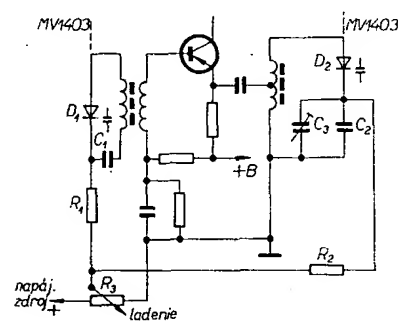 MV1403
MV1403
D1
C1
D2
C3
C2
+B
R1
R2
R3
napáj.
zdroj
+
ladenie